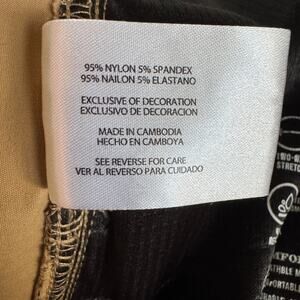 95% NYLON 5% SPANDEX
95% NAILON 5% ELASTANO
EXCLUSIVE OF DECORATION
EXCLUSIVO DE DECORACION
MADE IN CAMBODIA
HECHO EN CAMBOYA
SEE REVERSE FOR CARE
VER AL REVERSO PARA CUIDADO
STRETC